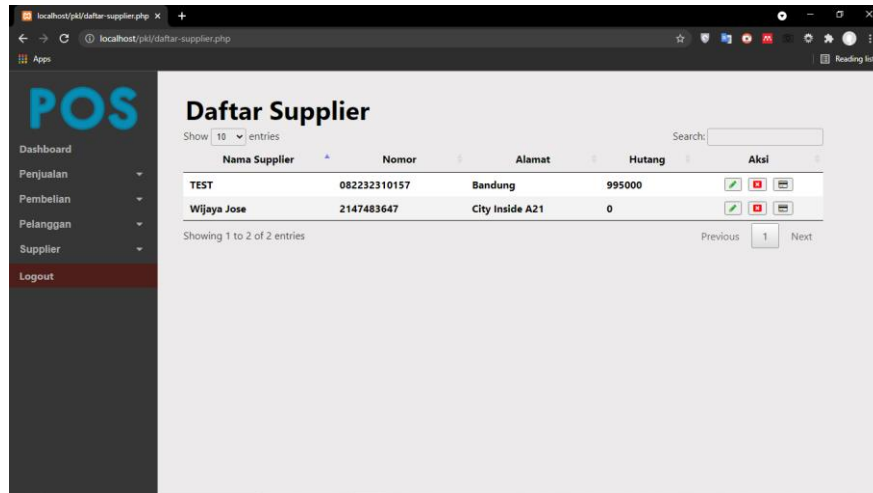 localhost/pkl/daftar-supplier.php
localhost/pkl/daftar-supplier.php
Apps
Reading list
POS
Dashboard
Penjualan
Pembelian
Pelanggan
Supplier
Logout
Daftar Supplier
Show 10 entries Search:
Nama Supplier Nomor Alamat Hutang Aksi
TEST 082232310157 Bandung 995000
Wijaya Jose 2147483647 City Inside A21 0
Showing 1 to 2 of 2 entries Previous 1 Next